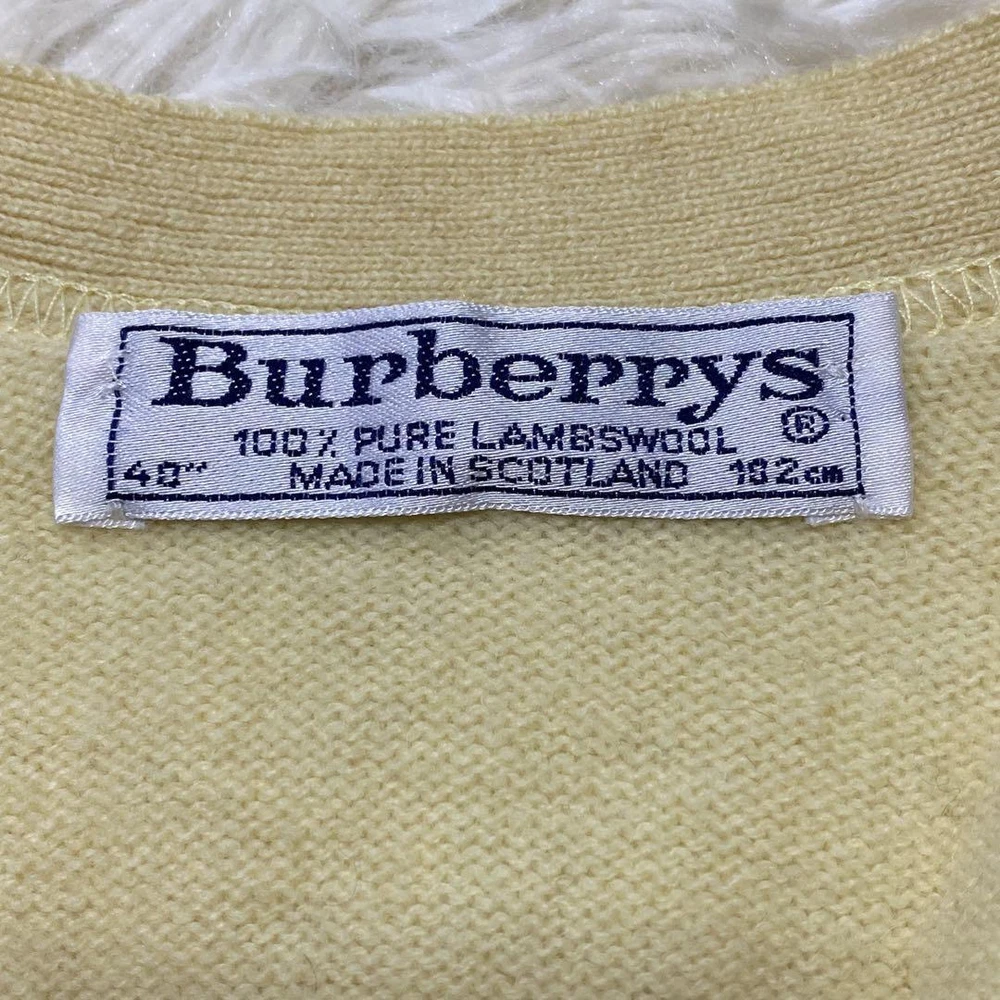 Burberrys
®
100% PURE LAMBSWOOL
40" MADE IN SCOTLAND 102cm